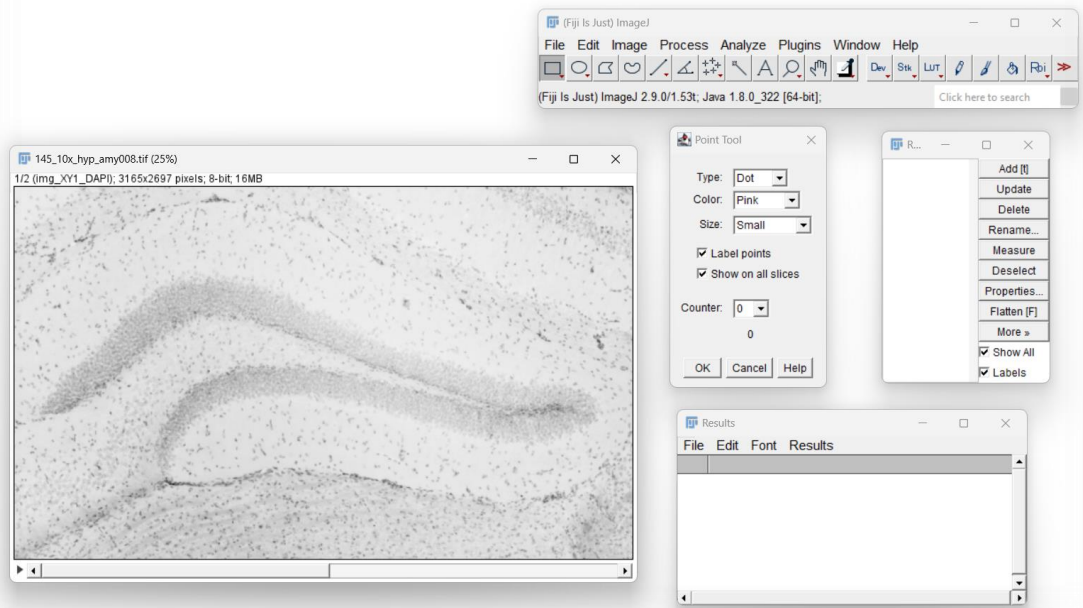 (Fiji Is Just) ImageJ
File Edit Image Process Analyze Plugins Window Help
Dev Stk LUT
(Fiji Is Just) ImageJ 2.9.0/1.53t; Java 1.8.0_322 [64-bit];
Click here to search
145_10x_hyp_amy008.tif (25%)
1/2 (img_XY1_DAPI); 3165x2697 pixels; 8-bit; 16MB
Point Tool
Type: Dot
Color: Pink
Size: Small
Label points
Show on all slices
Counter: 0
0
OK Cancel Help
R...
Add [t]
Update
Delete
Rename...
Measure
Deselect
Properties...
Flatten [F]
More »
Show All
Labels
Results
File Edit Font Results